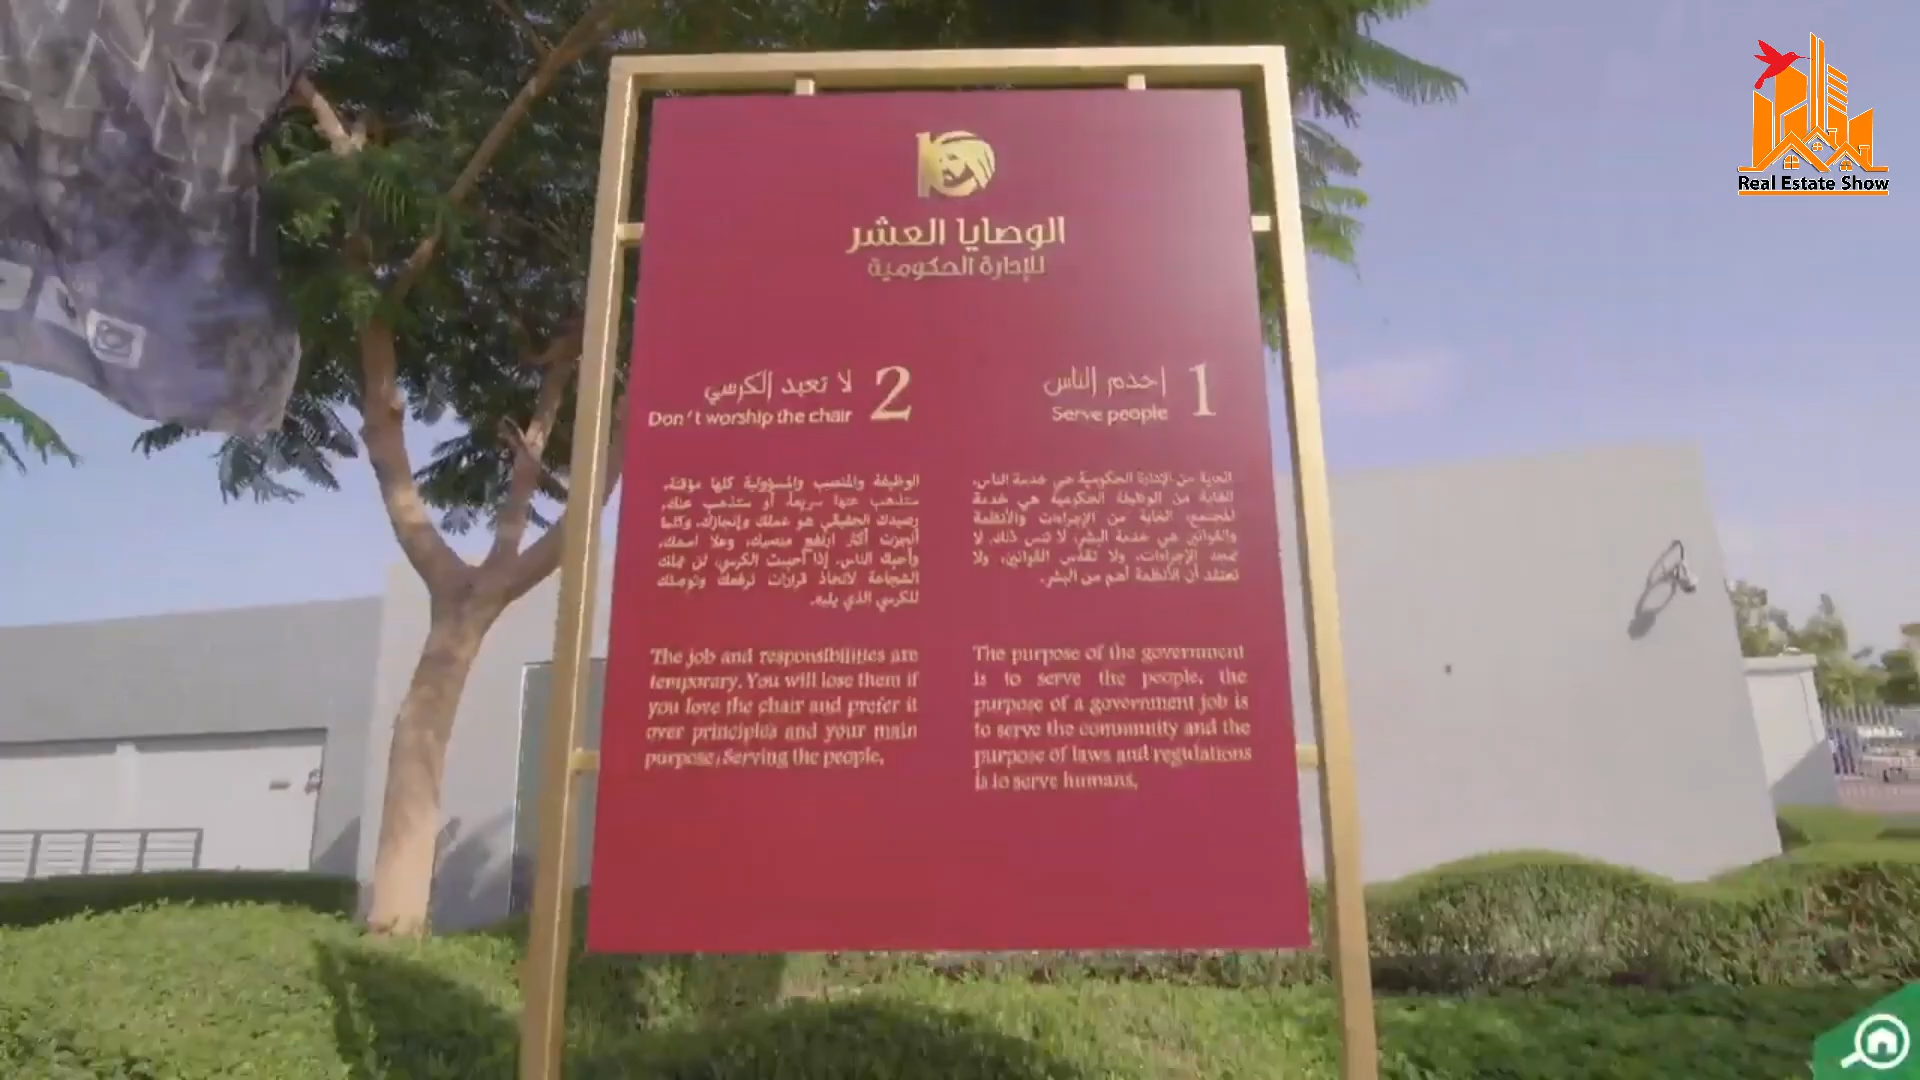 Real Estate Show
الوصايا العشر
للإدارة الحكومية
1 إخدم الناس
Serve people
الغاية من الإدارة الحكومية هي خدمة الناس،
الغاية من الوظيفة الحكومية هي خدمة
المجتمع، الغاية من الإجراءات والأنظمة
والقوانين هي خدمة البشر، لا تنس ذلك، لا
تمجد الإجراءات، ولا تقدس القوانين، ولا
تعتقد أن الأنظمة أهم من البشر.
The purpose of the government
is to serve the people, the
purpose of a government job is
to serve the community and the
purpose of laws and regulations
is to serve humans.
2 لا تعبد الكرسي
Don't worship the chair
الوظيفة والمنصب والمسؤولية كلها مؤقتة،
ستذهب عنها سريعاً، أو ستذهب عنك،
رصيدك الحقيقي هو عملك وإنجازك، وكلما
أنجزت أكثر ارتفع منصبك، وعلا اسمك،
وأحبك الناس. إذا أحببت الكرسي، لن تملك
الشجاعة لاتخاذ قرارات ترفعك وتوصلك
للكرسي الذي يليه.
The job and responsibilities are
temporary. You will lose them if
you love the chair and prefer it
over principles and your main
purpose; Serving the people.